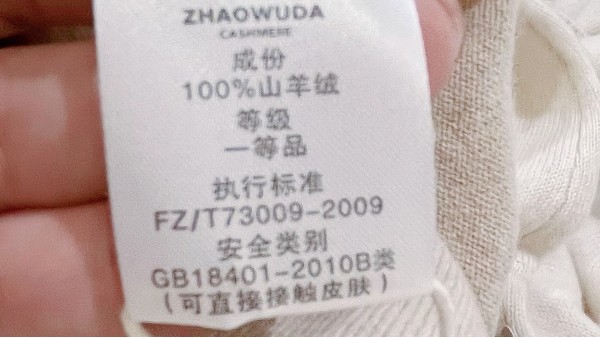 ZHAOWUDA
CASHMERE
成份
100%山羊绒
等级
一等品
执行标准
FZ/T73009-2009
安全类别
GB18401-2010B类
(可直接接触皮肤)